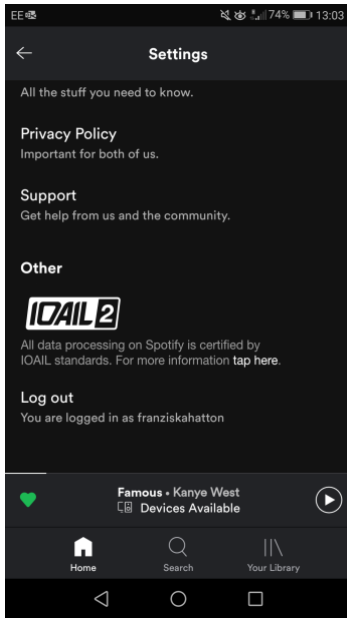 EE
74%
13:03
Settings
All the stuff you need to know.
Privacy Policy
Important for both of us.
Support
Get help from us and the community.
Other
IOAIL 2
All data processing on Spotify is certified by
IOAIL standards. For more information tap here.
Log out
You are logged in as franziskahatton
Famous • Kanye West
Devices Available
Home
Search
Your Library